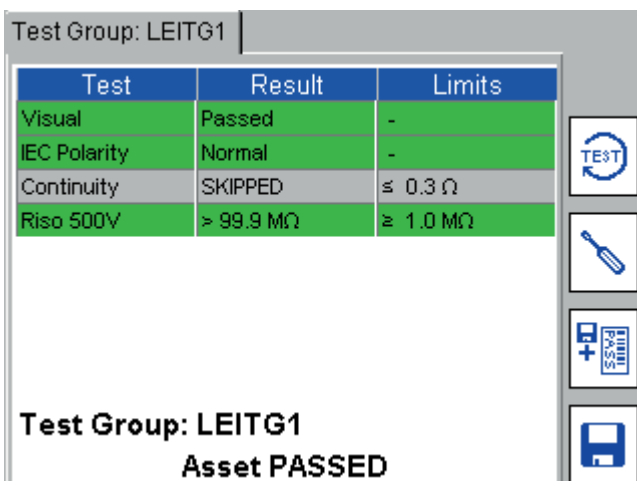 Test Group: LEITG1
Test Result Limits
Visual Passed -
IEC Polarity Normal -
Continuity SKIPPED ≤ 0.3 Ω
Riso 500V > 99.9 MΩ ≥ 1.0 MΩ
TEST
PASS
Test Group: LEITG1
Asset PASSED